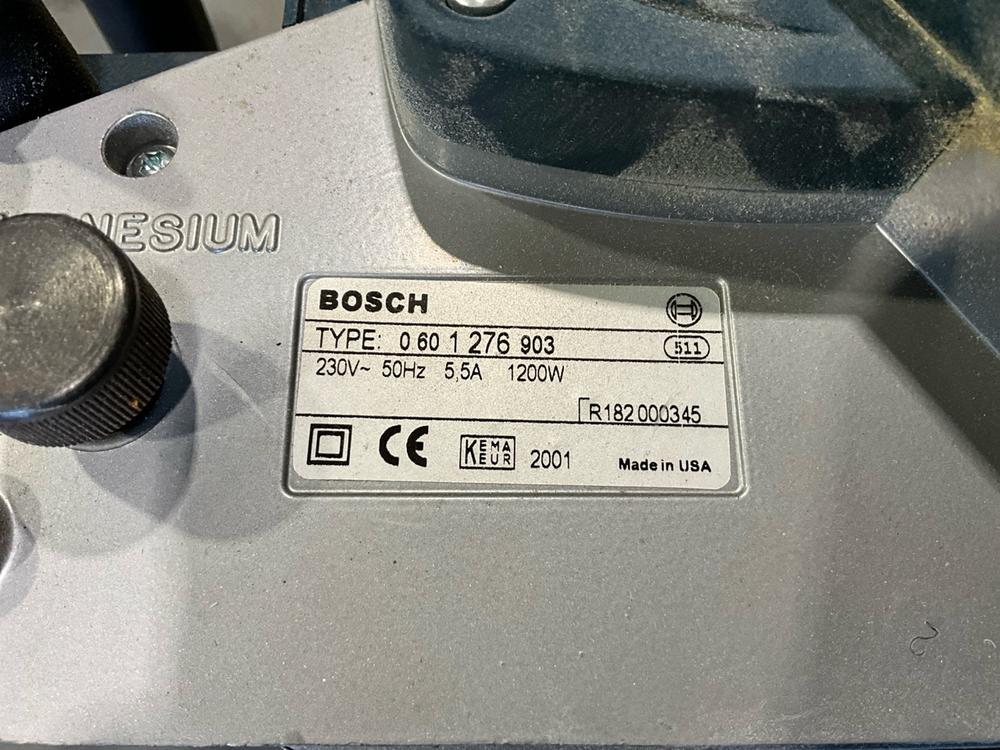 NESIUM
BOSCH
TYPE: 0 60 1 276 903
511
230V~ 50Hz 5,5A 1200W
R182 000345
CE KEMA EUR 2001 Made in USA